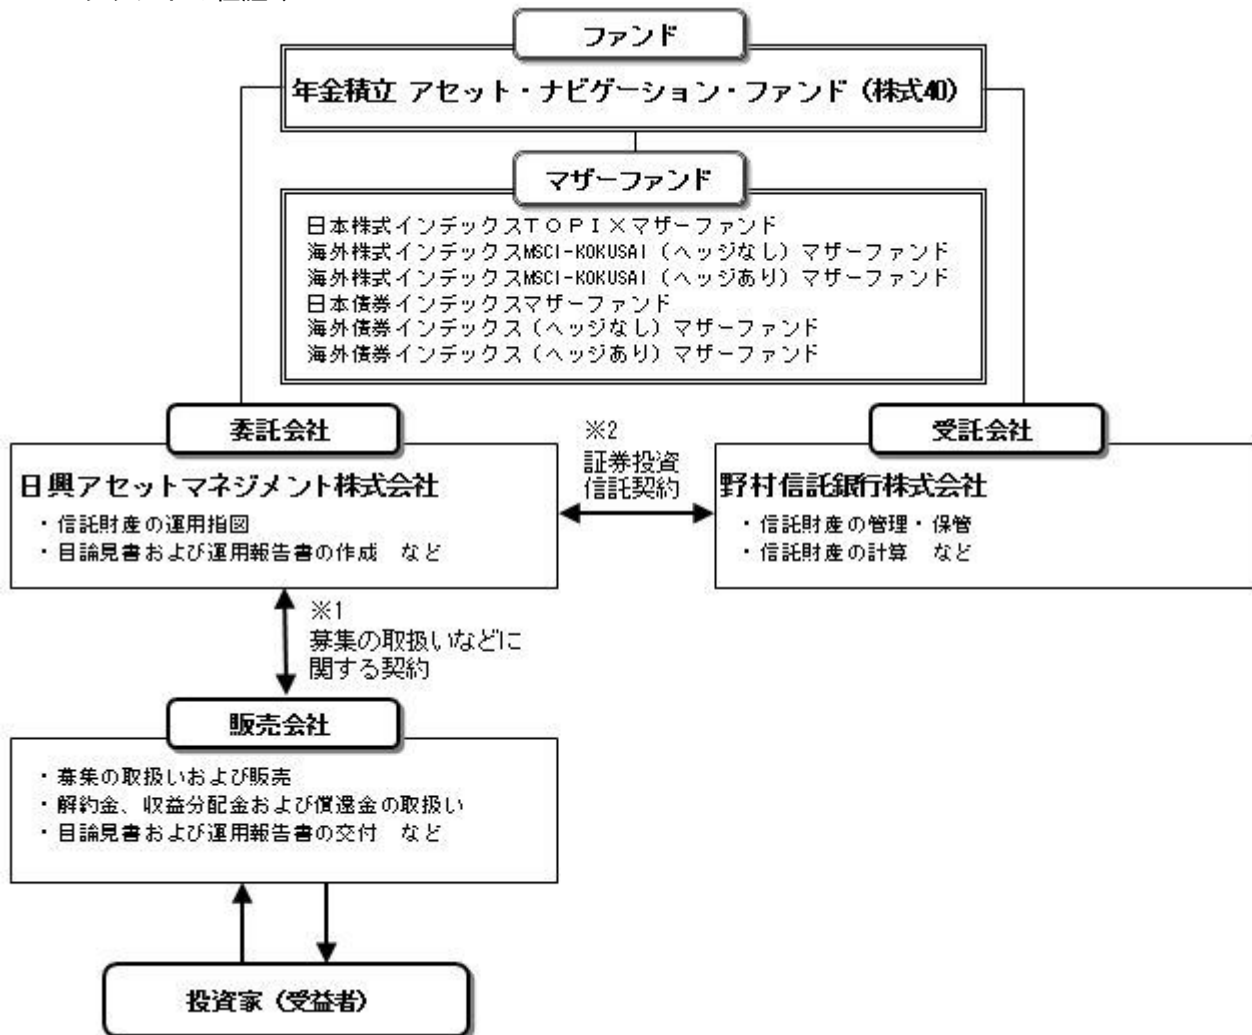 ファンド
年金積立 アセット・ナビゲーション・ファンド（株式40）
マザーファンド
日本株式インデックスＴＯＰＩＸマザーファンド
海外株式インデックスMSCI-KOKUSAI（ヘッジなし）マザーファンド
海外株式インデックスMSCI-KOKUSAI（ヘッジあり）マザーファンド
日本債券インデックスマザーファンド
海外債券インデックス（ヘッジなし）マザーファンド
海外債券インデックス（ヘッジあり）マザーファンド
委託会社
日興アセットマネジメント株式会社
・信託財産の運用指図
・目論見書および運用報告書の作成　など
※2
証券投資
信託契約
受託会社
野村信託銀行株式会社
・信託財産の管理・保管
・信託財産の計算　など
※1
募集の取扱いなどに
関する契約
販売会社
・募集の取扱いおよび販売
・解約金、収益分配金および償還金の取扱い
・目論見書および運用報告書の交付　など
投資家（受益者）